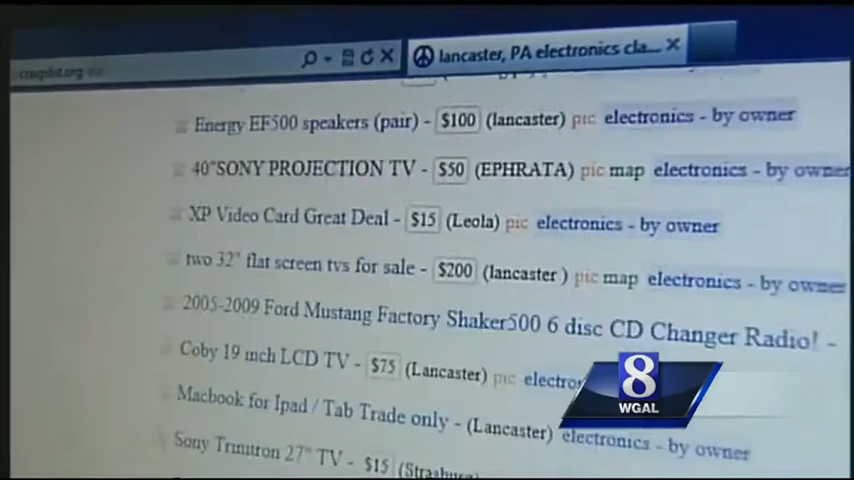 craigslist.org
lancaster, PA electronics cla...
Energy EF500 speakers (pair) - $100 (lancaster) pic electronics - by owner
40"SONY PROJECTION TV - $50 (EPHRATA) pic map electronics - by owner
XP Video Card Great Deal - $15 (Leola) pic electronics - by owner
two 32" flat screen tvs for sale - $200 (lancaster ) pic map electronics - by owner
2005-2009 Ford Mustang Factory Shaker500 6 disc CD Changer Radio! -
Coby 19 inch LCD TV - $75 (Lancaster) pic electro
Macbook for Ipad / Tab Trade only - (Lancaster) electronics - by owner
Sony Trinitron 27" TV - $15 (Strasburg)
8
WGAL